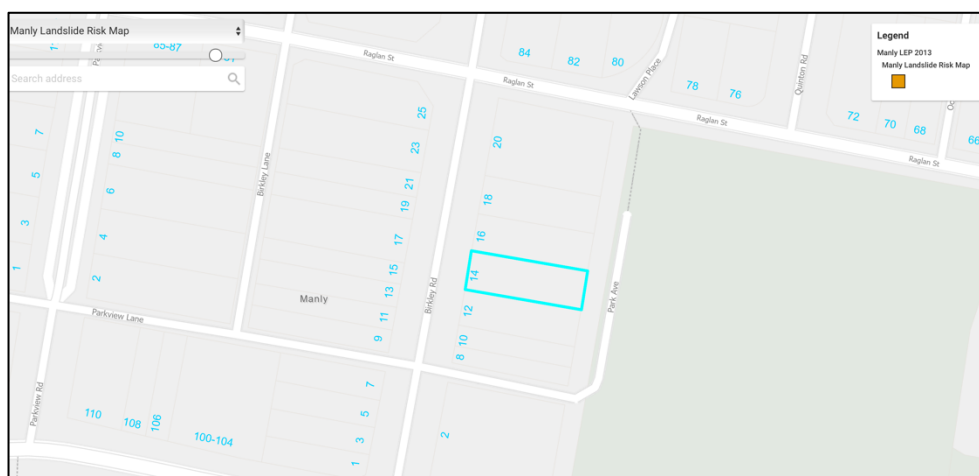 Manly Landslide Risk Map
Search address
85-87
Legend
Manly LEP 2013
Manly Landslide Risk Map
Raglan St
Raglan St
Raglan St
Raglan St
Lawson Place
Quinton Rd
Birkley Lane
Birkley Rd
Park Ave
Parkview Lane
Parkview Rd
Manly
84
82
80
78
76
72
70
68
66
7
5
3
1
10
8
6
4
2
25
23
21
19
17
15
13
11
9
20
18
16
14
12
10
8
110
108
106
100-104
7
5
3
1
2